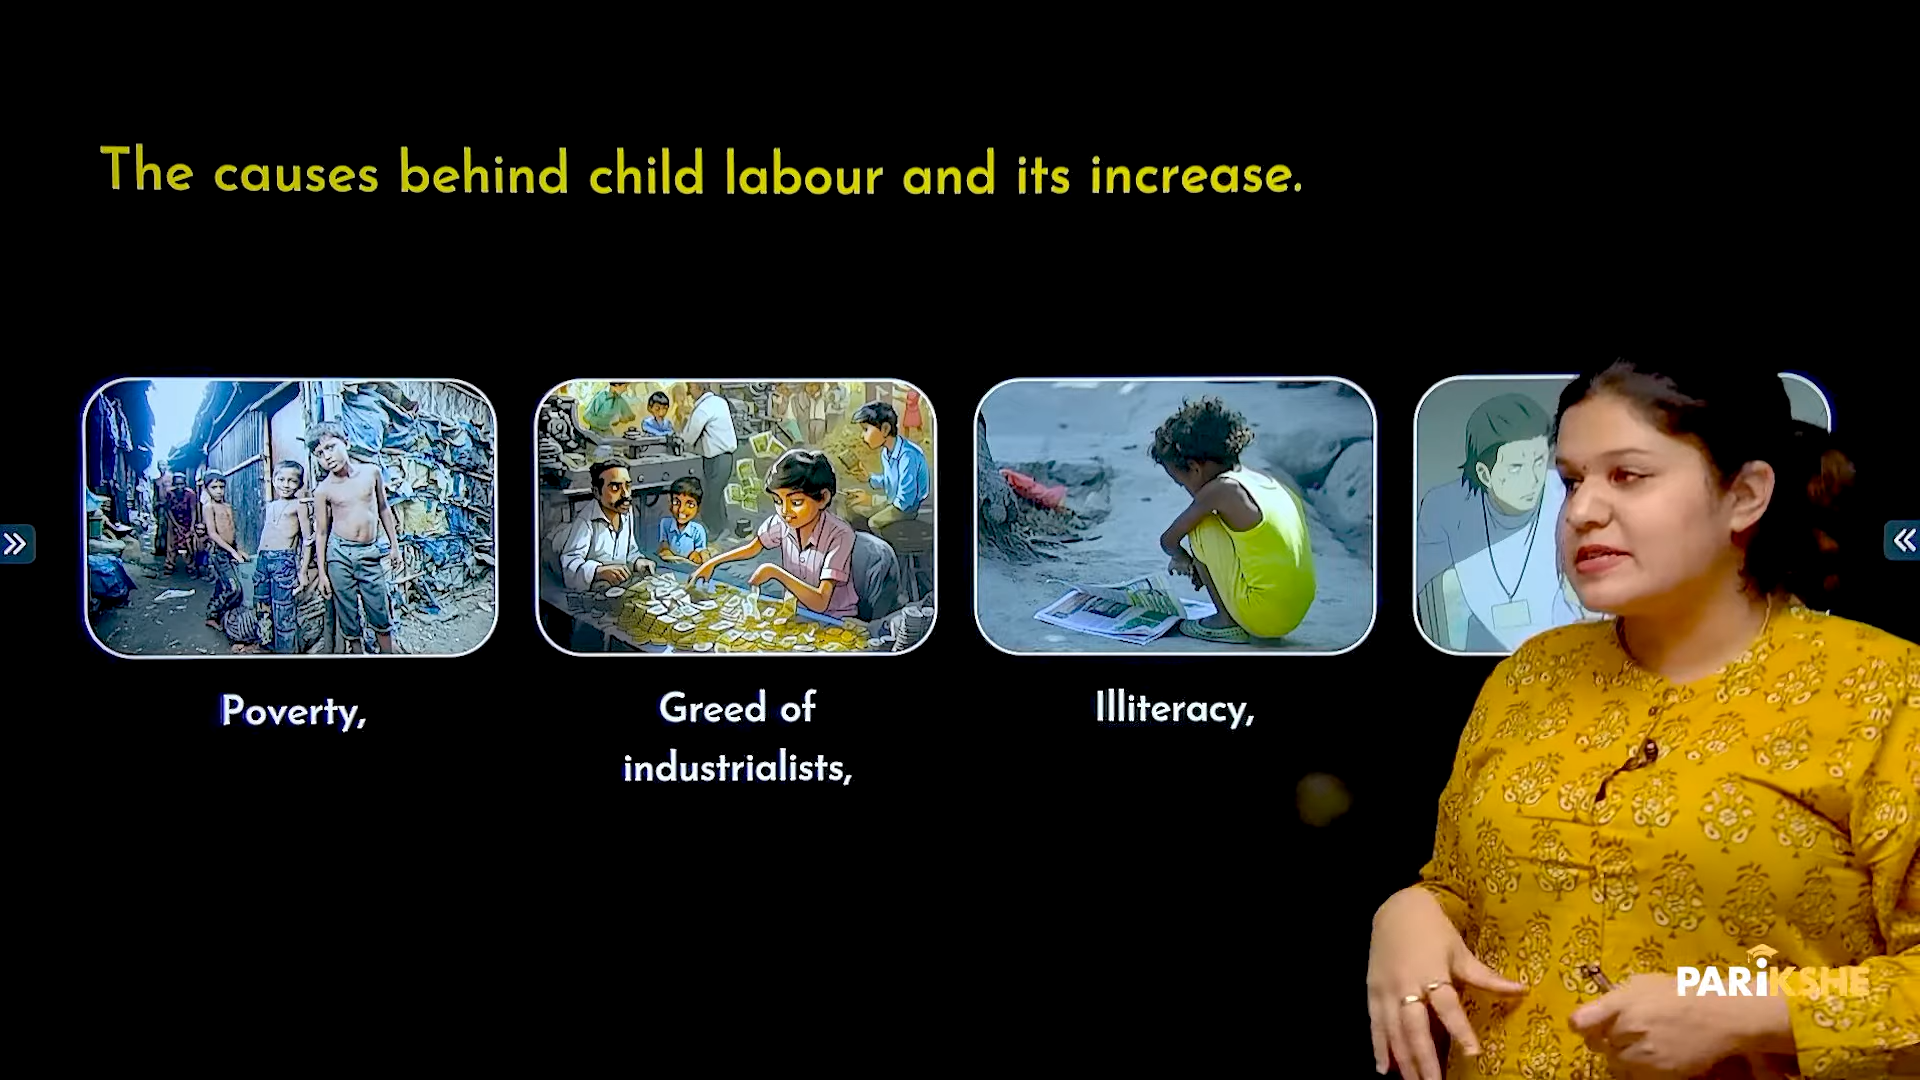 The causes behind child labour and its increase.
Poverty,
Greed of
industrialists,
Illiteracy,
PARiKSHE